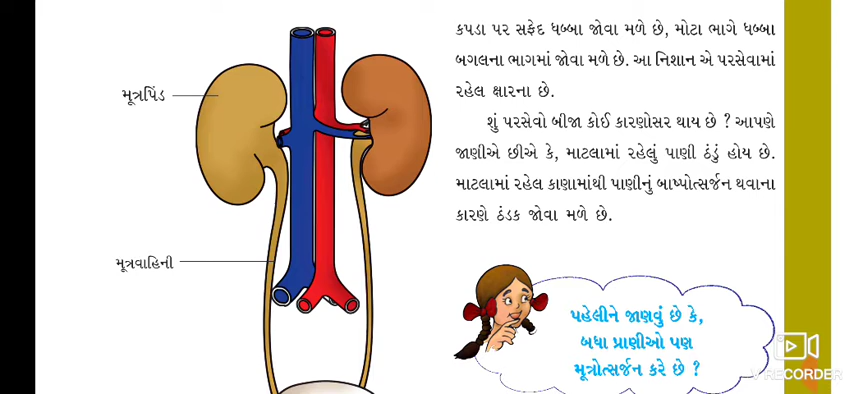 કપડા પર સફેદ ધબ્બા જોવા મળે છે, મોટા ભાગે ધબ્બા
બગલના ભાગમાં જોવા મળે છે. આ નિશાન એ પરસેવામાં
રહેલ ક્ષારના છે.
શું પરસેવો બીજા કોઈ કારણોસર થાય છે ? આપણે
જાણીએ છીએ કે, માટલામાં રહેલું પાણી ઠંડું હોય છે.
માટલામાં રહેલ કાણામાંથી પાણીનું બાષ્પોત્સર્જન થવાના
કારણે ઠંડક જોવા મળે છે.
મૂત્રપિંડ
મૂત્રવાહિની
પહેલીને જાણવું છે કે,
બધા પ્રાણીઓ પણ
મૂત્રોત્સર્જન કરે છે ?
V RECORDER